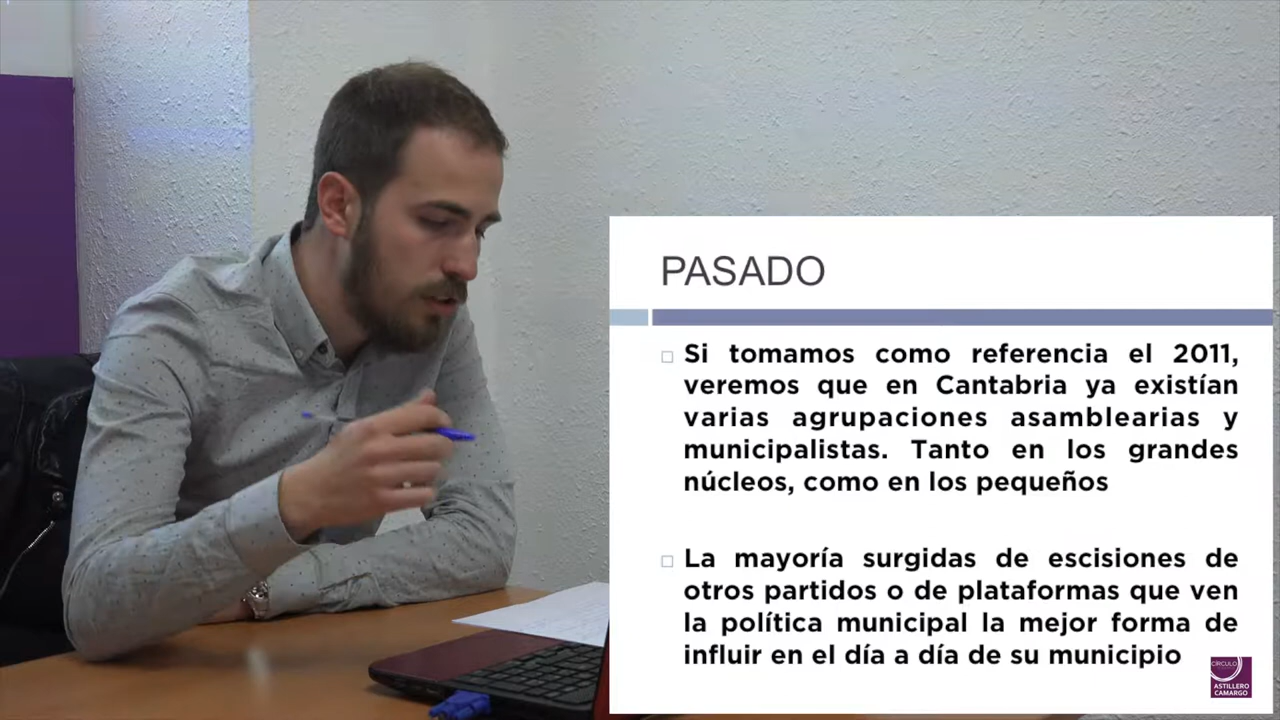 PASADO
Si tomamos como referencia el 2011,
veremos que en Cantabria ya existían
varias agrupaciones asamblearias y
municipalistas. Tanto en los grandes
núcleos, como en los pequeños
La mayoría surgidas de escisiones de
otros partidos o de plataformas que ven
la política municipal la mejor forma de
influir en el día a día de su municipio
CÍRCULO
ASTILLERO
CAMARGO